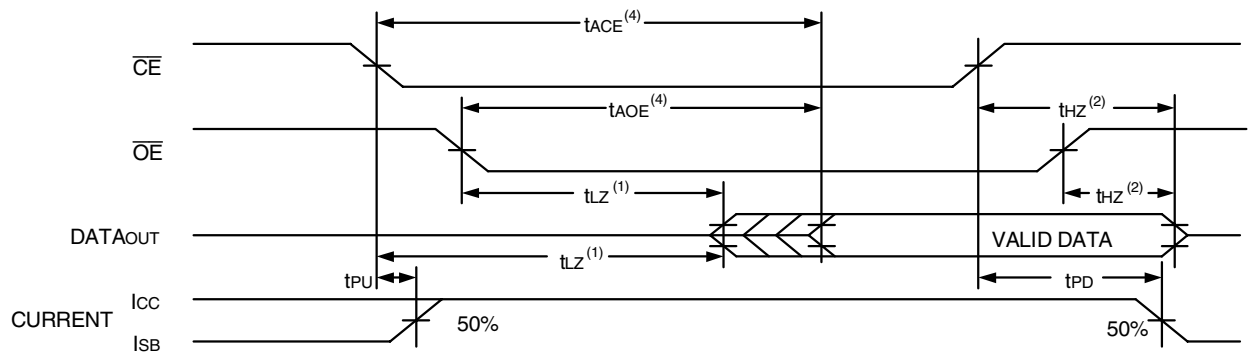 tACE(4)
CE
tAOE(4)
tHZ(2)
OE
tLZ(1)
tHZ(2)
DATAOUT
VALID DATA
tLZ(1)
tPU
tPD
ICC
CURRENT
50%
50%
ISB